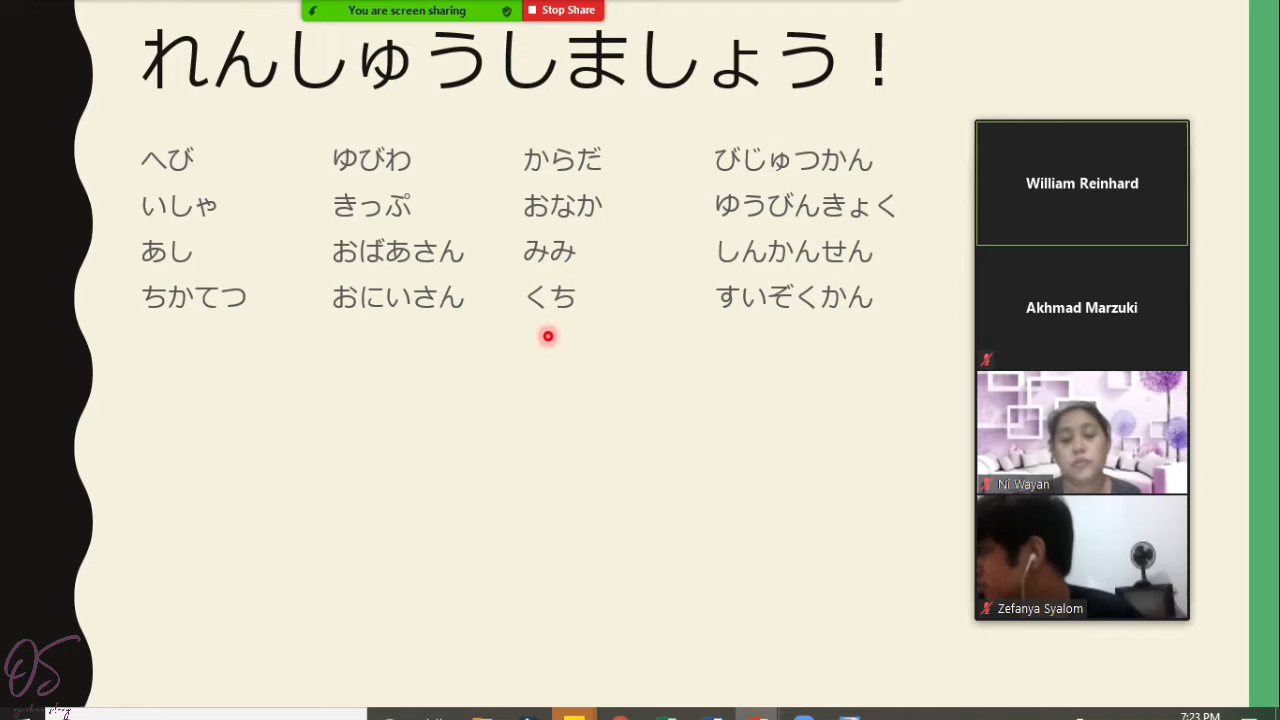 You are screen sharing
Stop Share
れんしゅうしましょう！
へび ゆびわ からだ びじゅつかん
いしゃ きっぷ おなか ゆうびんきょく
あし おばあさん みみ しんかんせん
ちかてつ おにいさん くち すいぞくかん
William Reinhard
Akhmad Marzuki
Ni Wayan
Zefanya Syalom
OS
7:23 PM